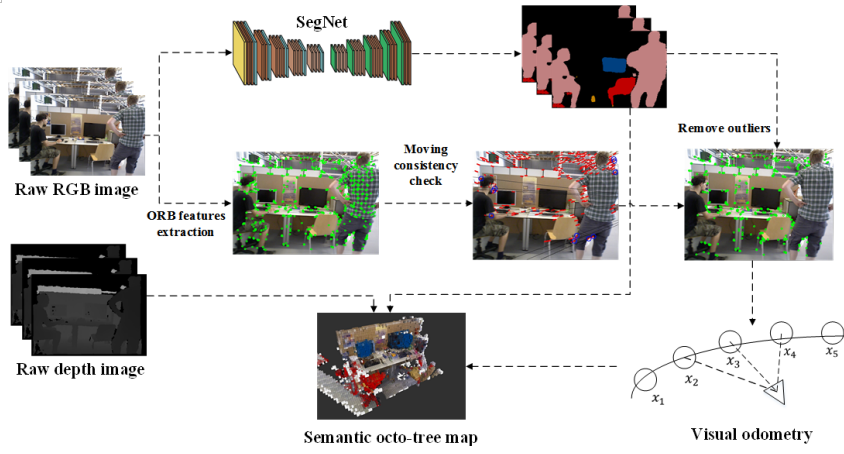 SegNet
Raw RGB image
ORB features
extraction
Moving
consistency
check
Remove outliers
Raw depth image
Semantic octo-tree map
x₁
x₂
x₃
x₄
x₅
Visual odometry